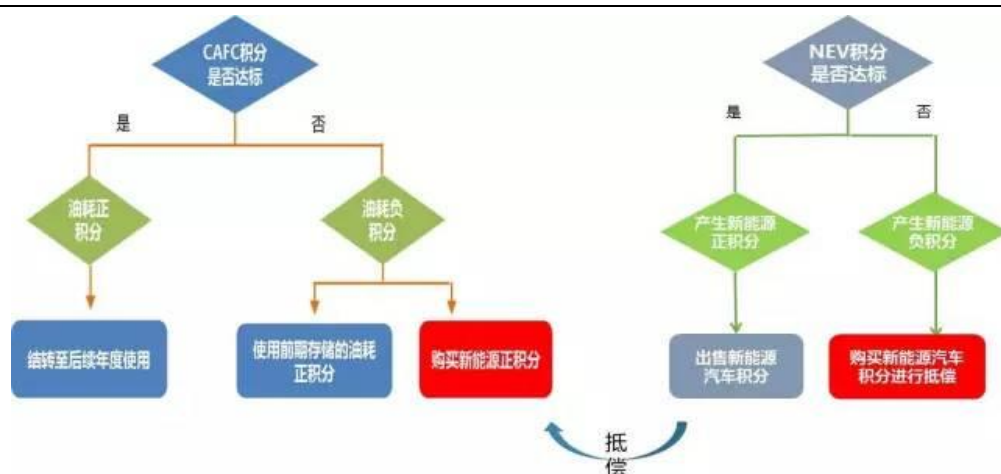 CAFC积分
是否达标
NEV积分
是否达标
是
否
是
否
油耗正
积分
油耗负
积分
产生新能源
正积分
产生新能源
负积分
结转至后续年度使用
使用前期存储的油耗
正积分
购买新能源正积分
出售新能源
汽车积分
购买新能源汽车
积分进行抵偿
抵
偿